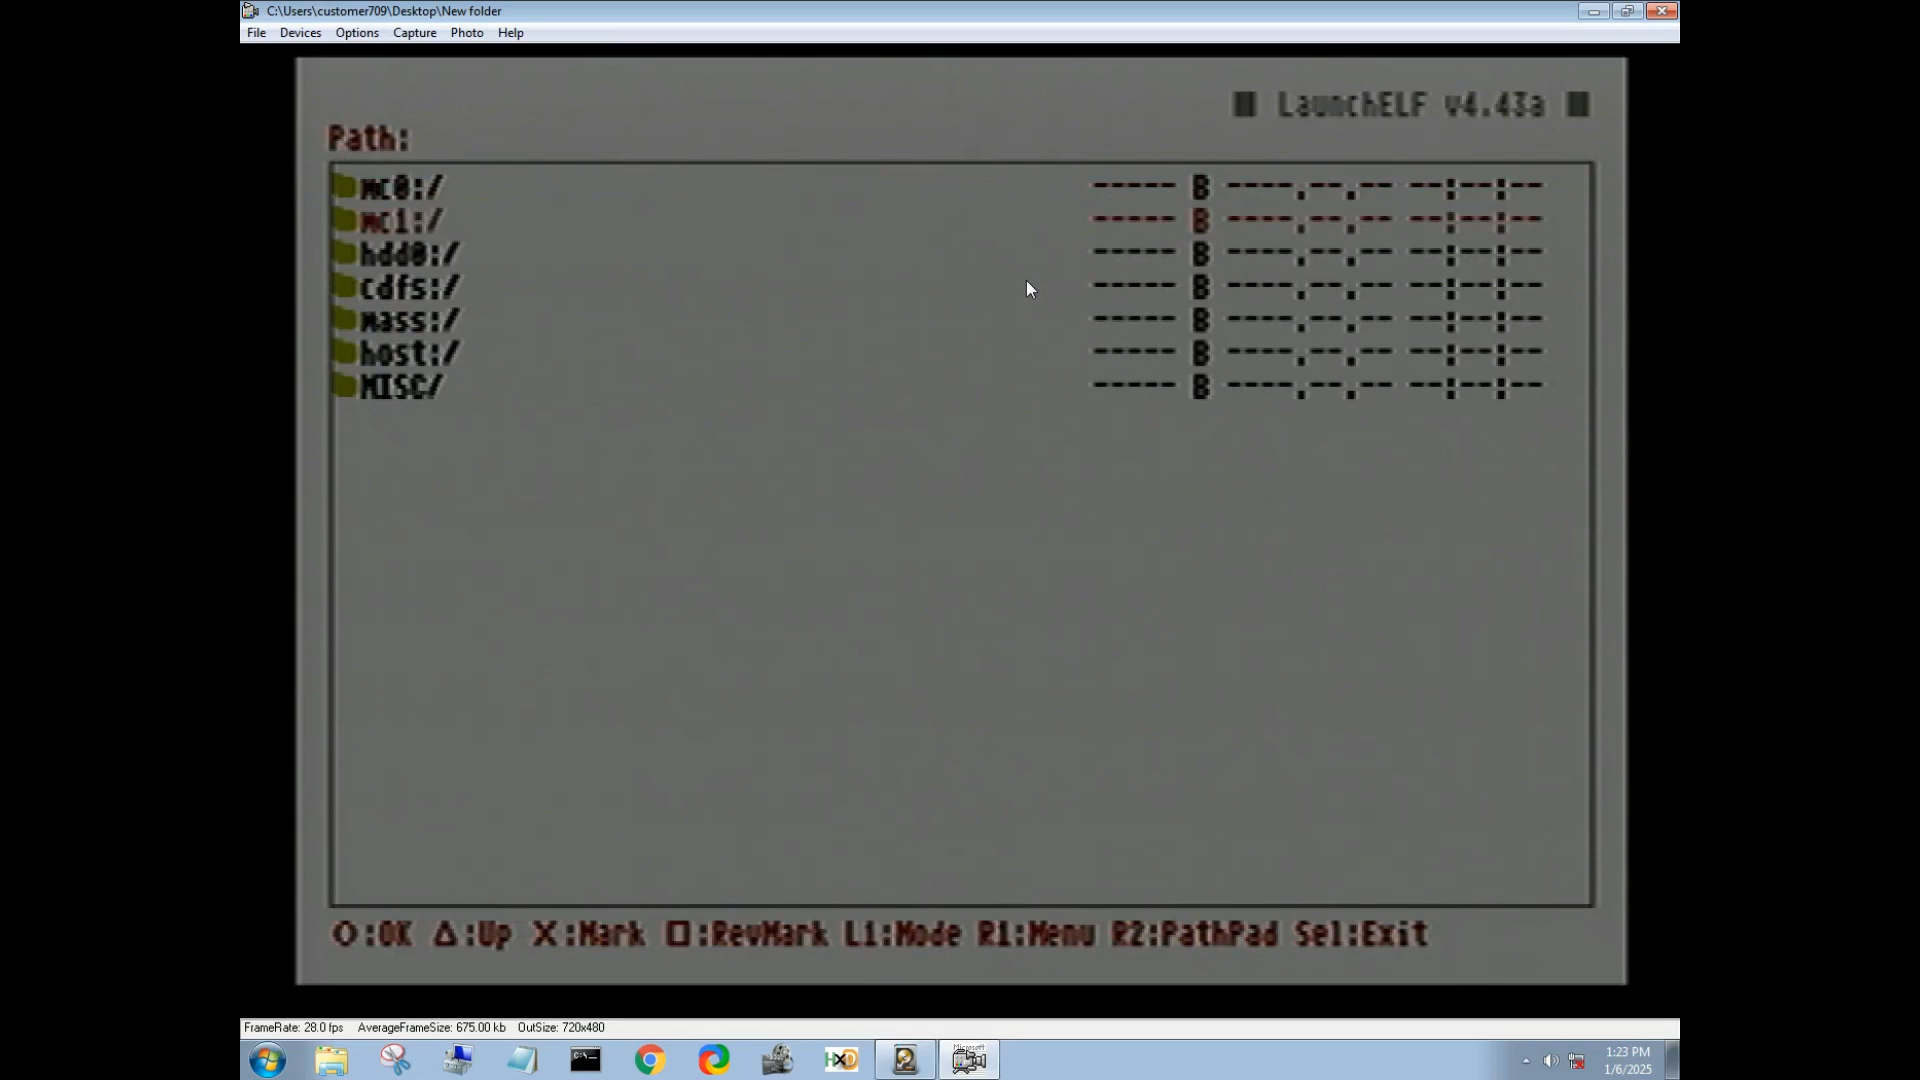 C:\Users\customer709\Desktop\New folder
File Devices Options Capture Photo Help
LaunchELF v4.43a
Path:
mc0:/ ----- B ----.--.-- --:--:--
mc1:/ ----- B ----.--.-- --:--:--
hdd0:/ ----- B ----.--.-- --:--:--
cdfs:/ ----- B ----.--.-- --:--:--
mass:/ ----- B ----.--.-- --:--:--
host:/ ----- B ----.--.-- --:--:--
MISC/ ----- B ----.--.-- --:--:--
O:OK Δ:Up X:Mark □:RevMark L1:Mode R1:Menu R2:PathPad Sel:Exit
FrameRate: 28.0 fps AverageFrameSize: 675.00 kb OutSize: 720x480
C:\_
HXD
Microsoft
1:23 PM
1/6/2025